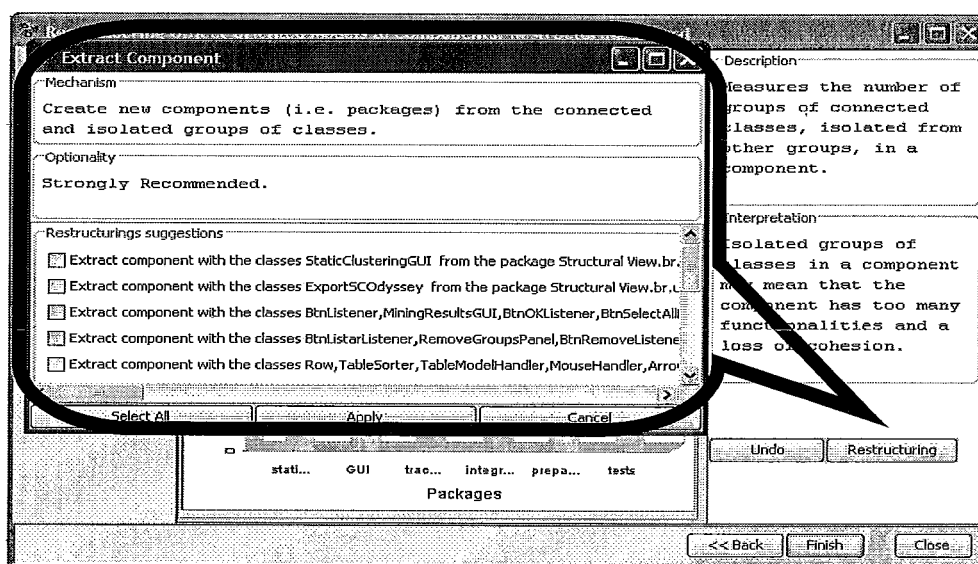 Extract Component
Mechanism
Create new components (i.e. packages) from the connected
and isolated groups of classes.
Optionality
Strongly Recommended.
Restructurings suggestions
Extract component with the classes StaticClusteringGUI from the package Structural View.br.
Extract component with the classes ExportSCOdyssey from the package Structural View.br.u
Extract component with the classes BtnListener,MiningResultsGUI,BtnOKListener,BtnSelectAll
Extract component with the classes BtnListarListener,RemoveGroupsPanel,BtnRemoveListene
Extract component with the classes Row,TableSorter,TableModelHandler,MouseHandler,Arro
Select All
Apply
Cancel
Description
Measures the number of
groups of connected
classes, isolated from
other groups, in a
component.
Interpretation
Isolated groups of
classes in a component
may mean that the
component has too many
functionalities and a
loss of cohesion.
Undo
Restructuring
stati... GUI trac... integr... prepa... tests
Packages
<< Back
Finish
Close